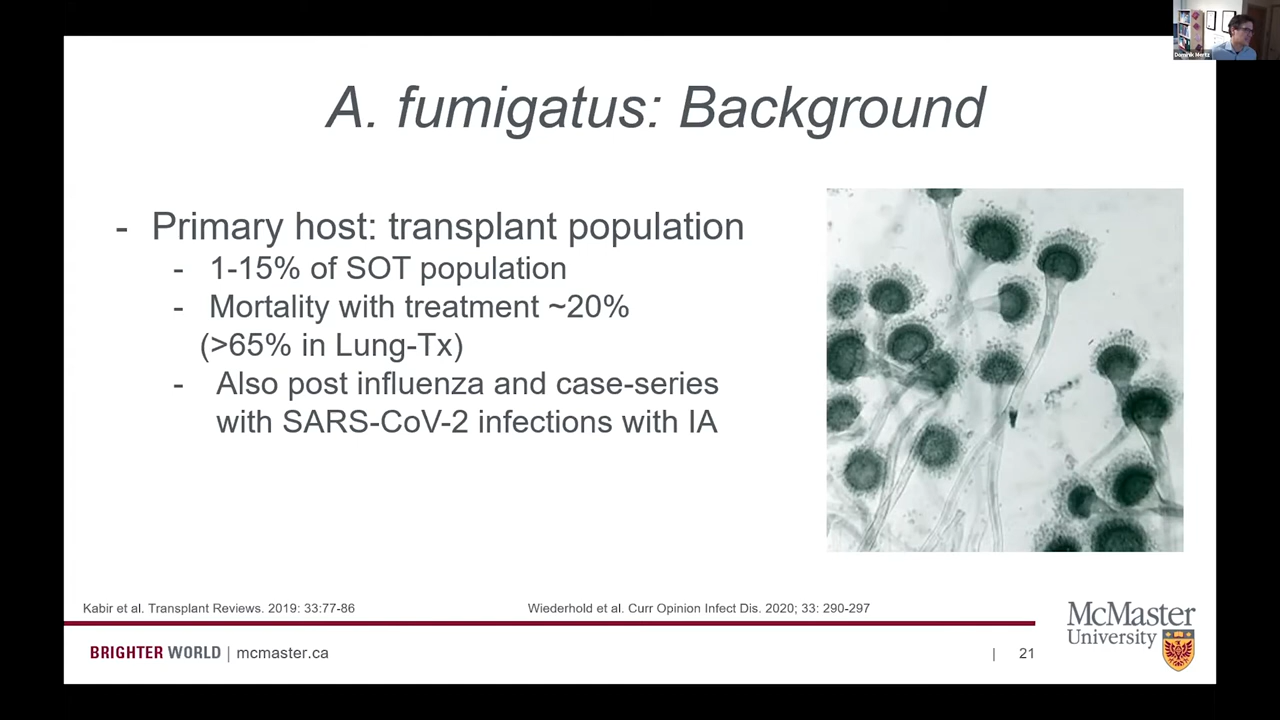 Dominik Mertz
A. fumigatus: Background
- Primary host: transplant population
- 1-15% of SOT population
- Mortality with treatment ~20%
(>65% in Lung-Tx)
- Also post influenza and case-series
with SARS-CoV-2 infections with IA
Kabir et al. Transplant Reviews. 2019: 33:77-86
Wiederhold et al. Curr Opinion Infect Dis. 2020; 33: 290-297
BRIGHTER WORLD | mcmaster.ca
| 21
McMaster
University